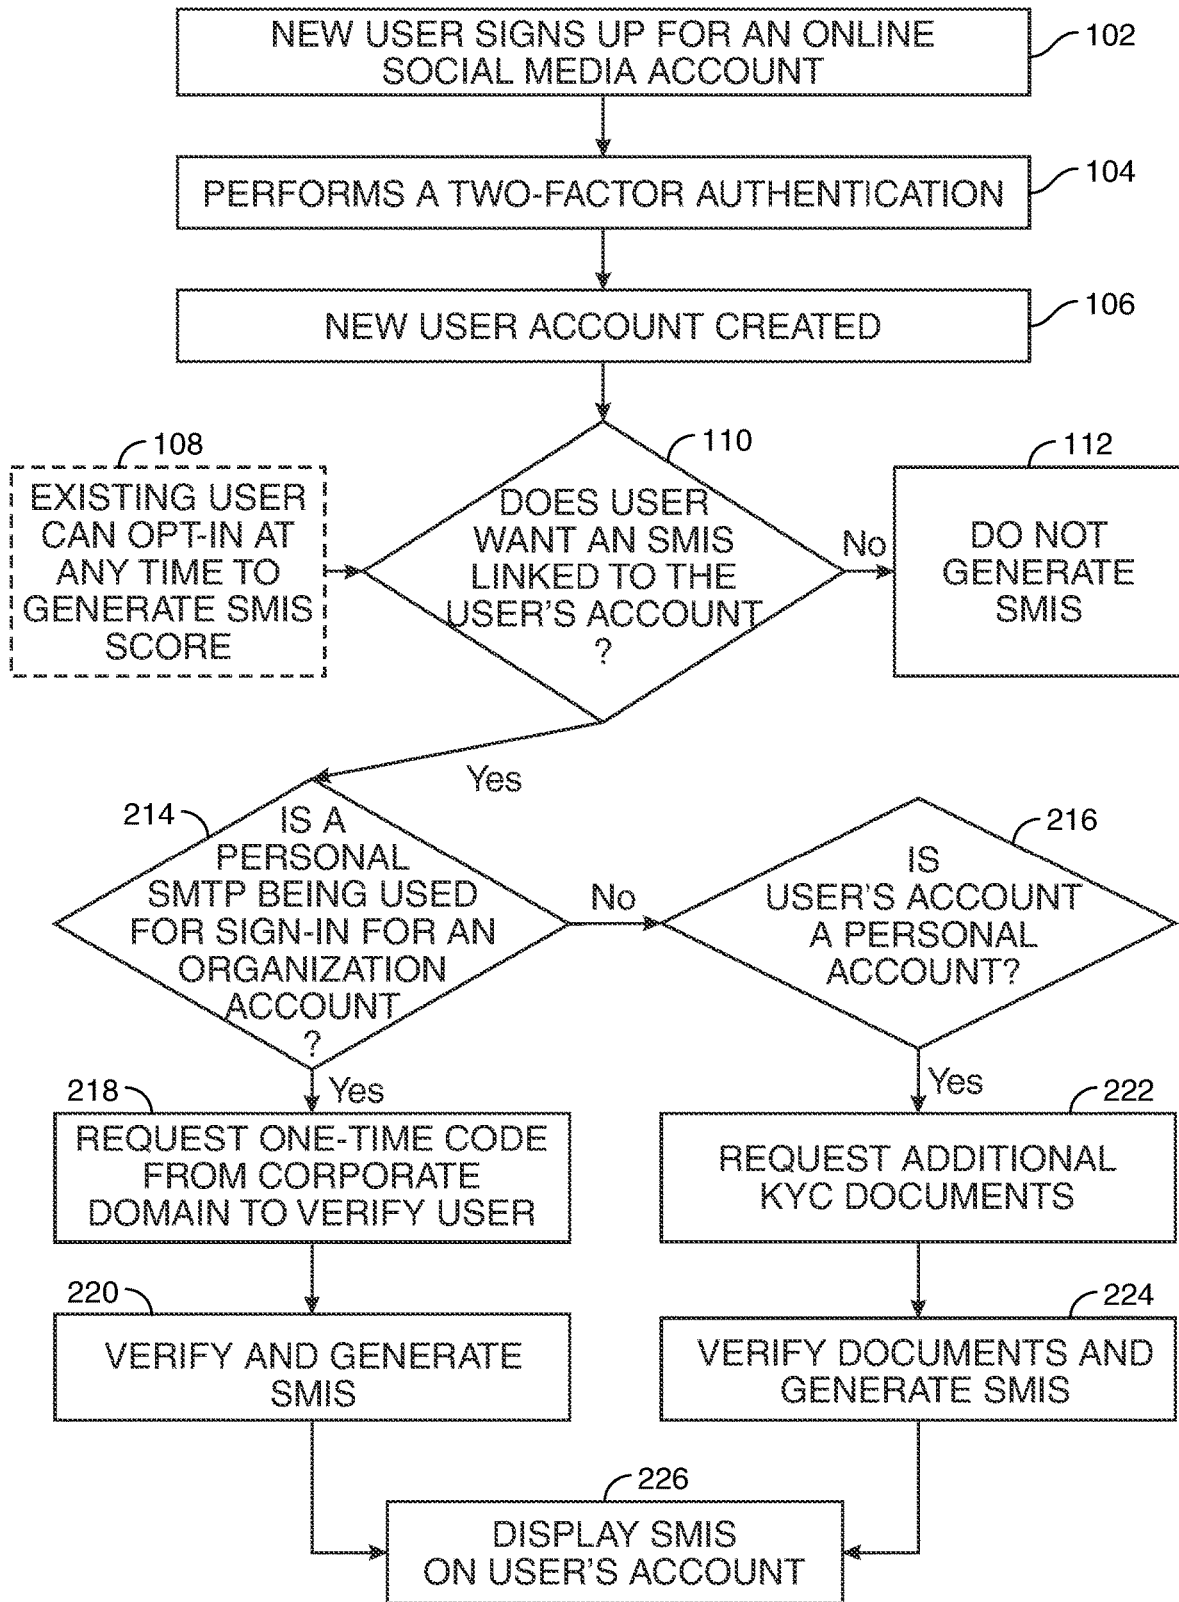 NEW USER SIGNS UP FOR AN ONLINE
SOCIAL MEDIA ACCOUNT
102
PERFORMS A TWO-FACTOR AUTHENTICATION
104
NEW USER ACCOUNT CREATED
106
108
EXISTING USER
CAN OPT-IN AT
ANY TIME TO
GENERATE SMIS
SCORE
110
DOES USER
WANT AN SMIS
LINKED TO THE
USER'S ACCOUNT
?
No
112
DO NOT
GENERATE
SMIS
Yes
214
IS A
PERSONAL
SMTP BEING USED
FOR SIGN-IN FOR AN
ORGANIZATION
ACCOUNT
?
No
216
IS
USER'S ACCOUNT
A PERSONAL
ACCOUNT?
Yes
218
REQUEST ONE-TIME CODE
FROM CORPORATE
DOMAIN TO VERIFY USER
Yes
222
REQUEST ADDITIONAL
KYC DOCUMENTS
220
VERIFY AND GENERATE
SMIS
224
VERIFY DOCUMENTS AND
GENERATE SMIS
226
DISPLAY SMIS
ON USER'S ACCOUNT